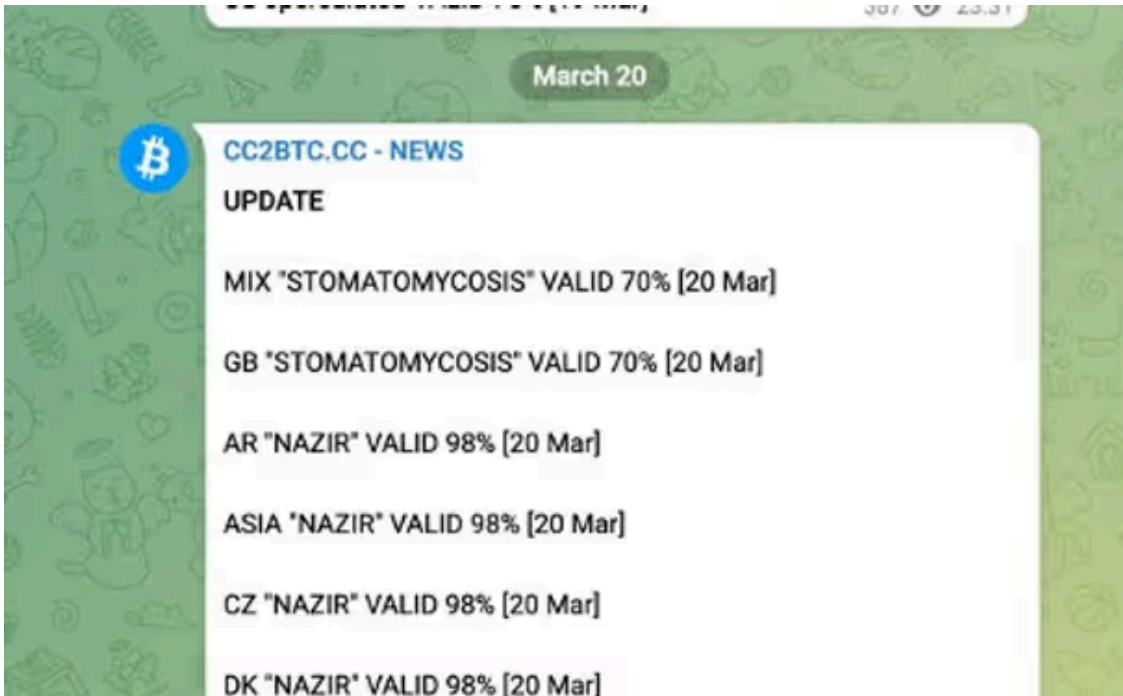 March 20
CC2BTC.CC - NEWS
UPDATE
MIX "STOMATOMYCOSIS" VALID 70% [20 Mar]
GB "STOMATOMYCOSIS" VALID 70% [20 Mar]
AR "NAZIR" VALID 98% [20 Mar]
ASIA "NAZIR" VALID 98% [20 Mar]
CZ "NAZIR" VALID 98% [20 Mar]
DK "NAZIR" VALID 98% [20 Mar]